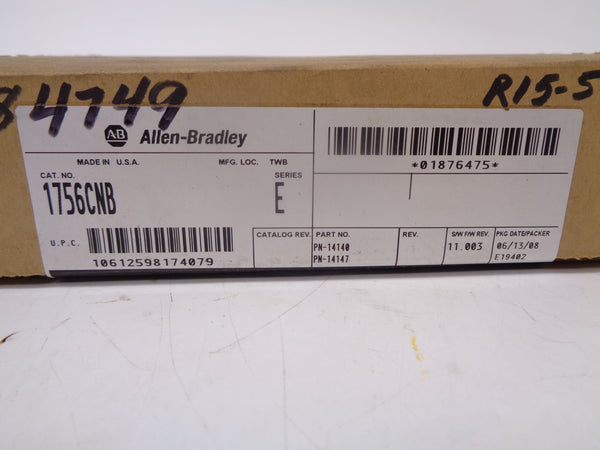 84749
R15-5
AB Allen-Bradley
MADE IN U.S.A. MFG. LOC. TWB
CAT. NO. SERIES
1756CNB E
U.P.C.
10612598174079
*01876475*
CATALOG REV. PART NO. REV. S/W F/W REV. PKG DATE/PACKER
PN-14140 11.003 06/13/08
PN-14147 E19402